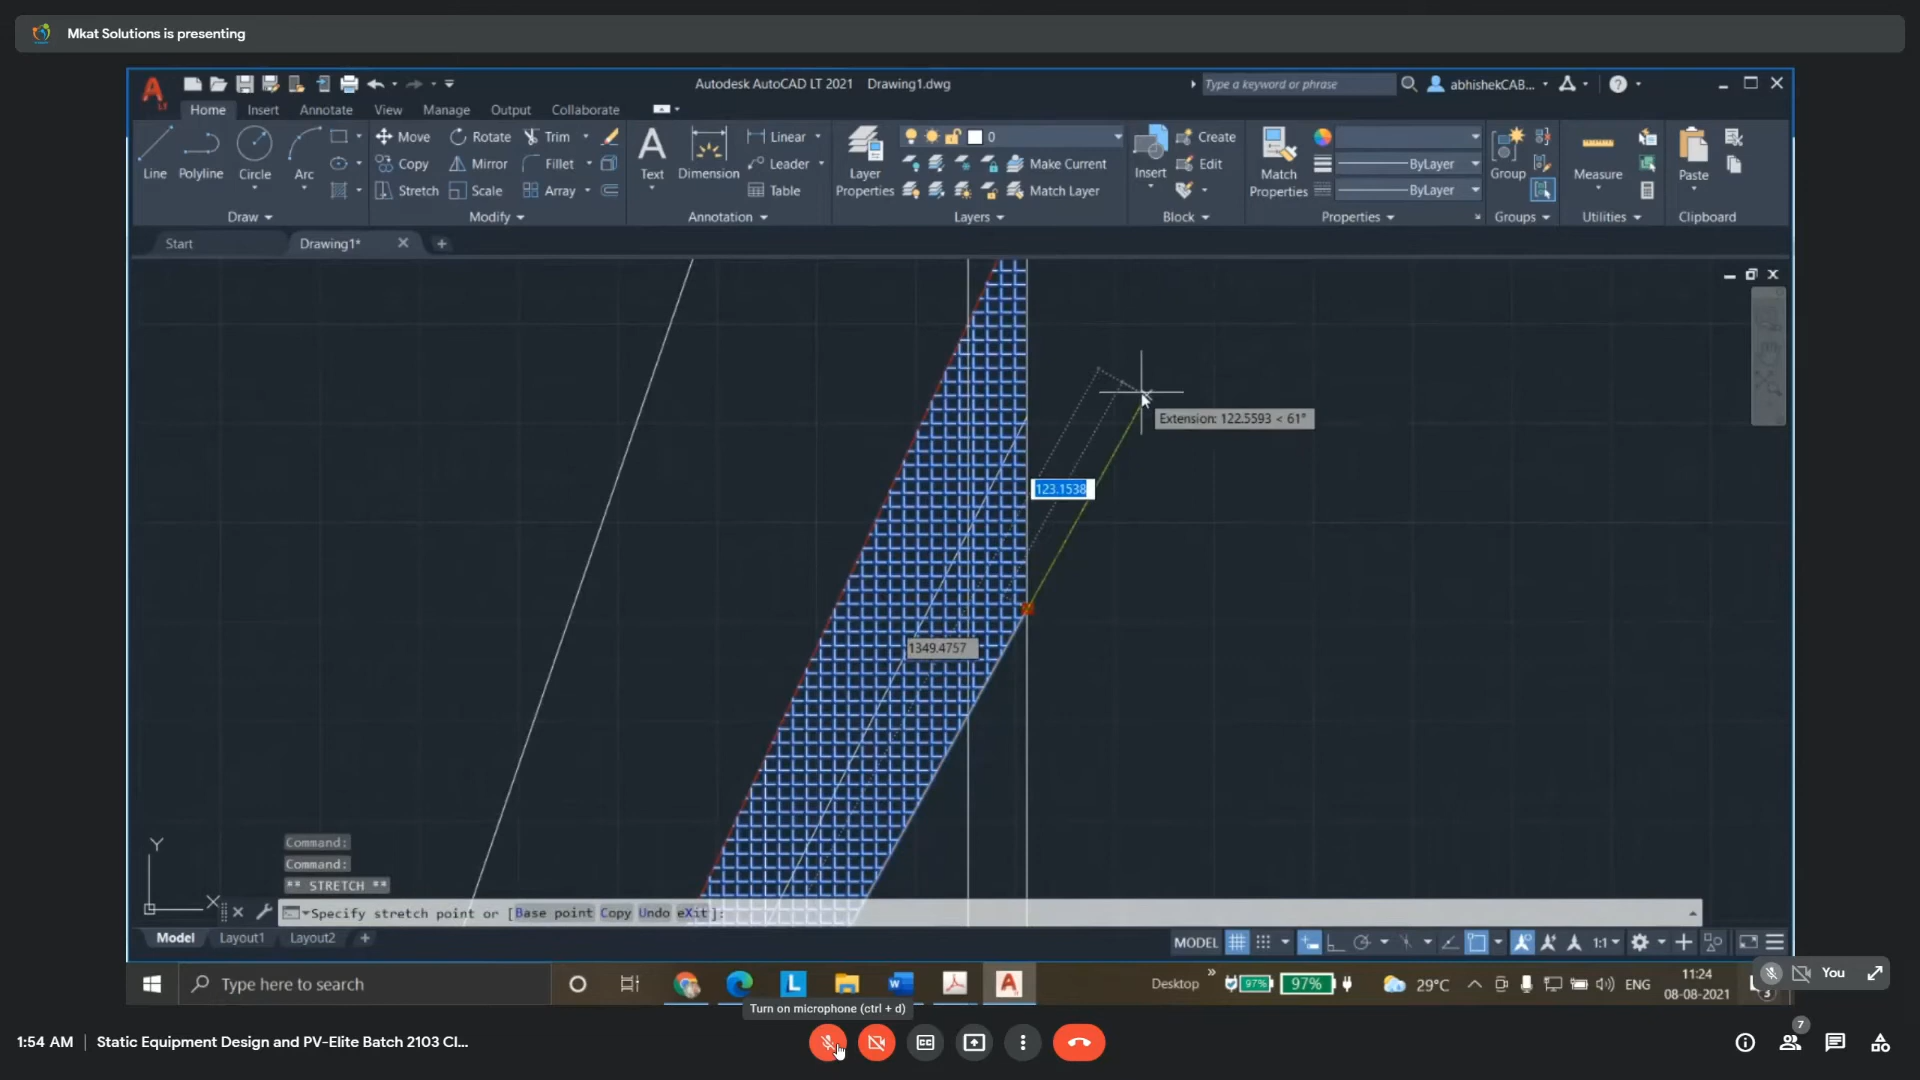 Mkat Solutions is presenting
Autodesk AutoCAD LT 2021 Drawing1.dwg
Type a keyword or phrase
abhishekCAB...
Home Insert Annotate View Manage Output Collaborate
Line Polyline Circle Arc
Move Rotate Trim
Copy Mirror Fillet
Stretch Scale Array
Text Dimension
Linear
Leader
Table
Layer Properties
0
Make Current
Match Layer
Insert
Create
Edit
Match Properties
ByLayer
ByLayer
Group
Measure
Paste
Draw Modify Annotation Layers Block Properties Groups Utilities Clipboard
Start Drawing1* +
Extension: 122.5593 < 61°
123.1538
1349.4757
Y
X
Command:
Command:
** STRETCH **
Specify stretch point or [Base point Copy Undo eXit]:
Model Layout1 Layout2 +
MODEL 1:1
Type here to search
Desktop 97% 97% 29°C ENG
11:24
08-08-2021
3
You
Turn on microphone (ctrl + d)
1:54 AM | Static Equipment Design and PV-Elite Batch 2103 Cl...
7